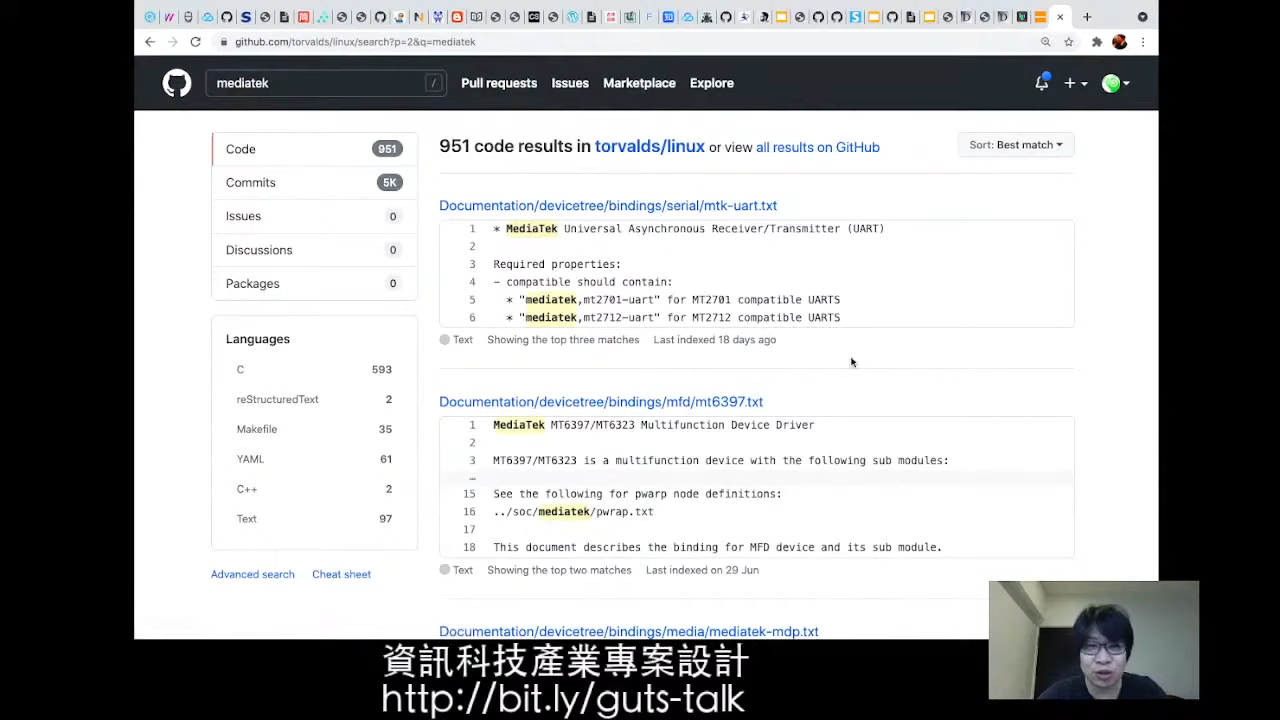 github.com/torvalds/linux/search?p=2&q=mediatek
mediatek
/
Pull requests
Issues
Marketplace
Explore
Code 951
Commits 5K
Issues 0
Discussions 0
Packages 0
Languages
C 593
reStructuredText 2
Makefile 35
YAML 61
C++ 2
Text 97
Advanced search
Cheat sheet
951 code results in torvalds/linux or view all results on GitHub
Sort: Best match
Documentation/devicetree/bindings/serial/mtk-uart.txt
1 * MediaTek Universal Asynchronous Receiver/Transmitter (UART)
2
3 Required properties:
4 - compatible should contain:
5 * "mediatek,mt2701-uart" for MT2701 compatible UARTS
6 * "mediatek,mt2712-uart" for MT2712 compatible UARTS
Text Showing the top three matches Last indexed 18 days ago
Documentation/devicetree/bindings/mfd/mt6397.txt
1 MediaTek MT6397/MT6323 Multifunction Device Driver
2
3 MT6397/MT6323 is a multifunction device with the following sub modules:
…
15 See the following for pwarp node definitions:
16 ../soc/mediatek/pwrap.txt
17
18 This document describes the binding for MFD device and its sub module.
Text Showing the top two matches Last indexed on 29 Jun
Documentation/devicetree/bindings/media/mediatek-mdp.txt
資訊科技產業專案設計
http://bit.ly/guts-talk